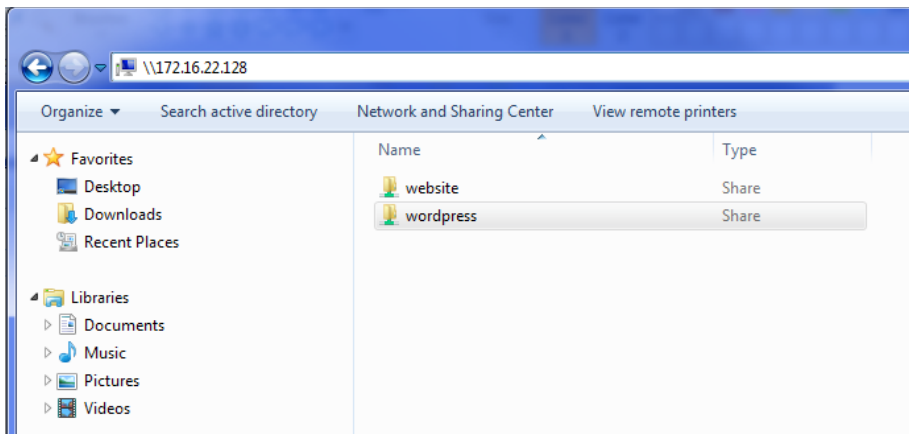 \\172.16.22.128
Organize Search active directory Network and Sharing Center View remote printers
Favorites
Desktop
Downloads
Recent Places
Libraries
Documents
Music
Pictures
Videos
Name Type
website Share
wordpress Share